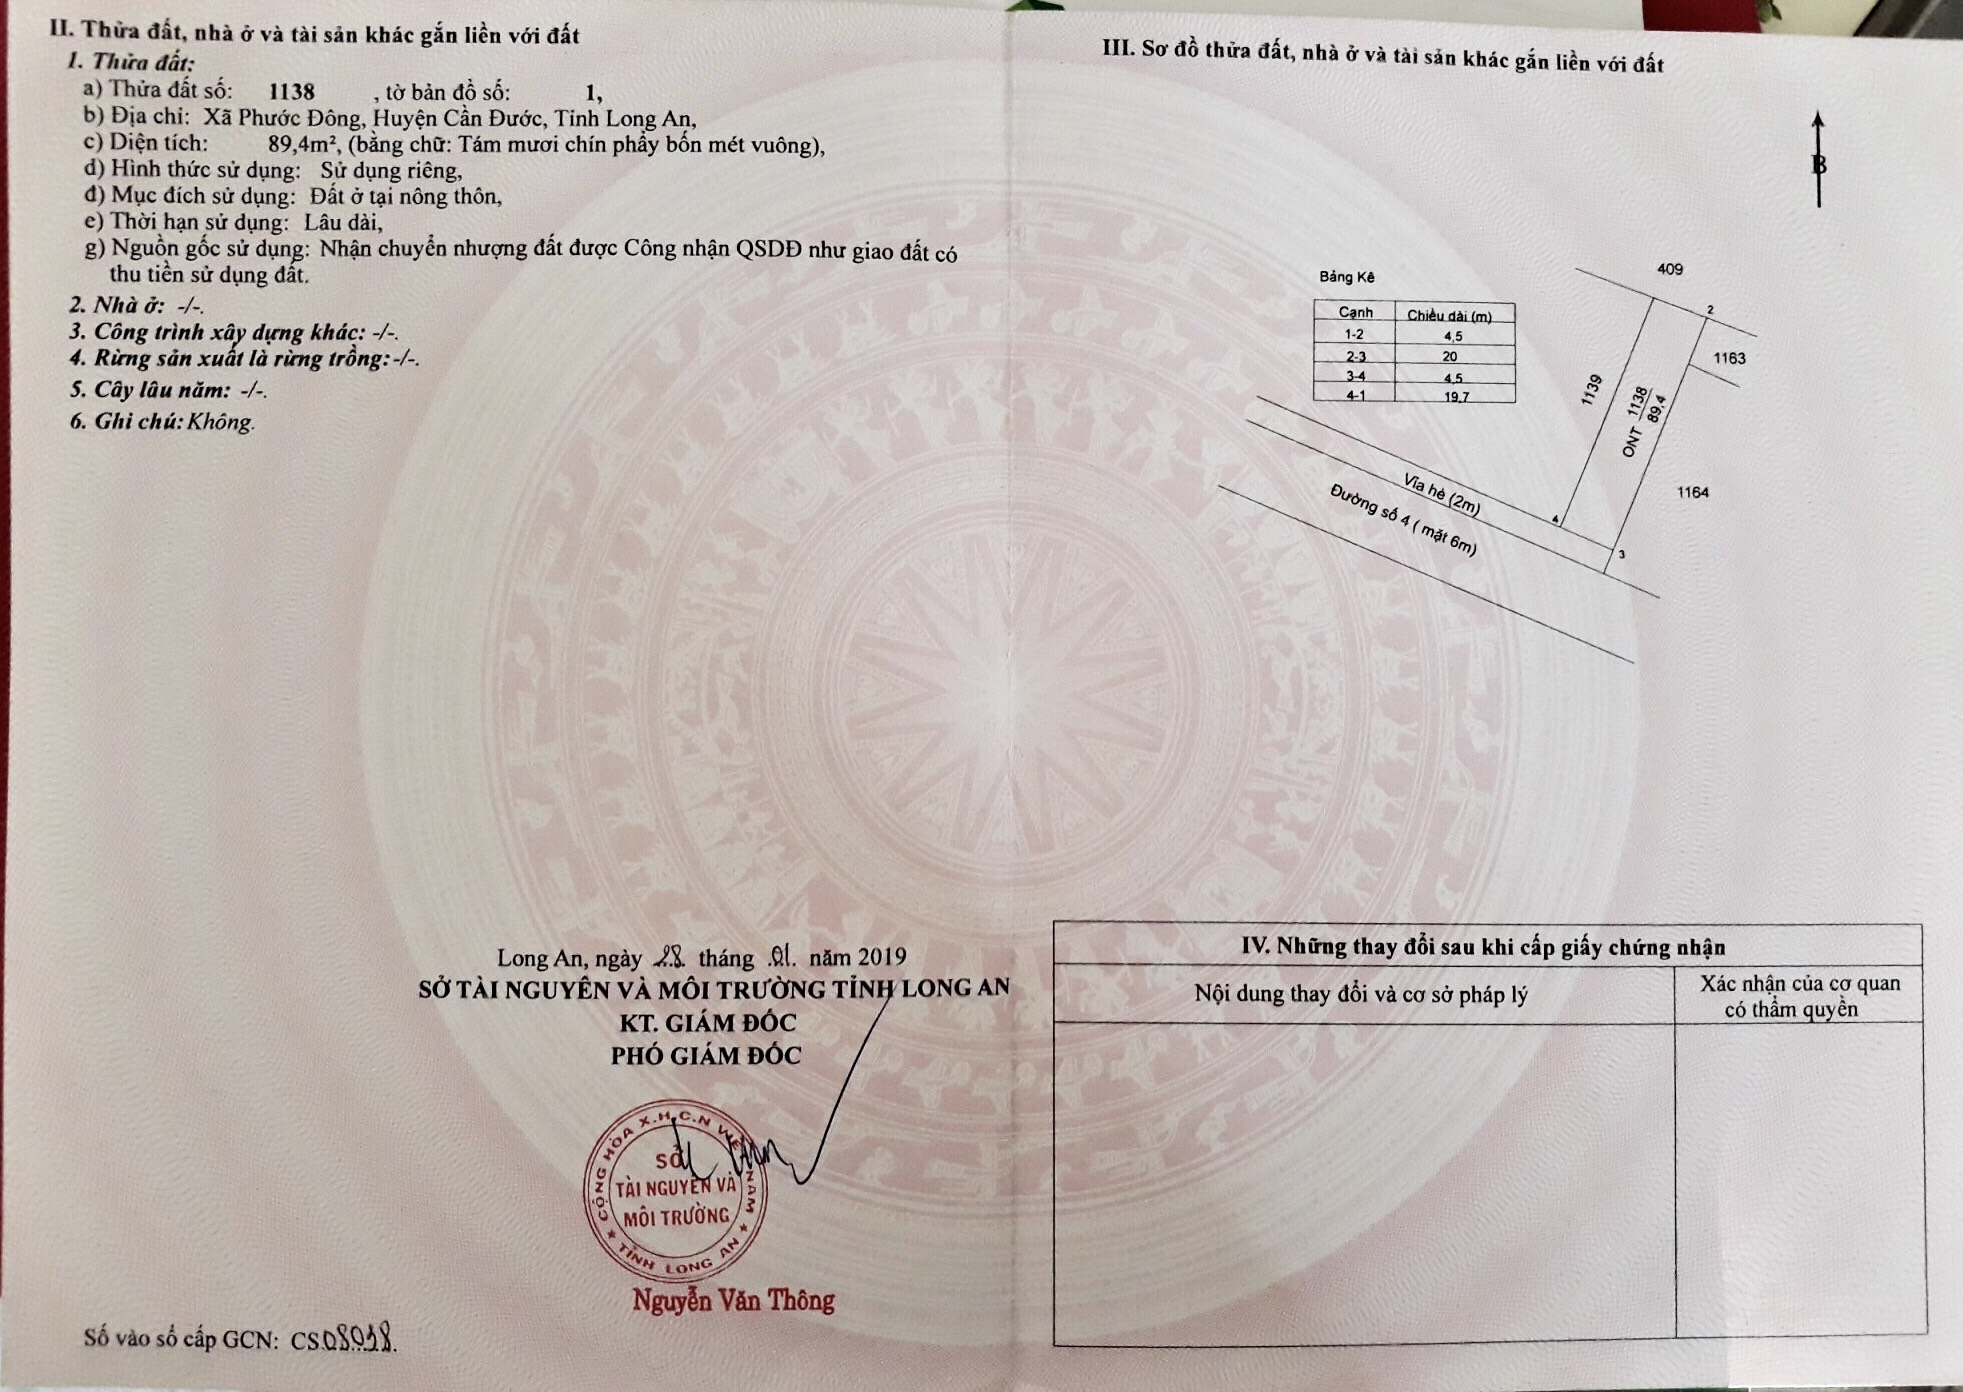 II. Thửa đất, nhà ở và tài sản khác gắn liền với đất
1. Thửa đất:
a) Thửa đất số: 1138 , tờ bản đồ số: 1,
b) Địa chỉ: Xã Phước Đông, Huyện Cần Đước, Tỉnh Long An,
c) Diện tích: 89,4m², (bằng chữ: Tám mươi chín phẩy bốn mét vuông),
d) Hình thức sử dụng: Sử dụng riêng,
đ) Mục đích sử dụng: Đất ở tại nông thôn,
e) Thời hạn sử dụng: Lâu dài,
g) Nguồn gốc sử dụng: Nhận chuyển nhượng đất được Công nhận QSDĐ như giao đất có
thu tiền sử dụng đất.
2. Nhà ở: -/-.
3. Công trình xây dựng khác: -/-.
4. Rừng sản xuất là rừng trồng:-/-.
5. Cây lâu năm: -/-.
6. Ghi chú: Không.
Long An, ngày 28 tháng 01 năm 2019
SỞ TÀI NGUYÊN VÀ MÔI TRƯỜNG TỈNH LONG AN
KT. GIÁM ĐỐC
PHÓ GIÁM ĐỐC
CỘNG HÒA X.H.C.N VIỆT NAM
SỞ
TÀI NGUYÊN VÀ
MÔI TRƯỜNG
★ TỈNH LONG AN ★
Nguyễn Văn Thông
Số vào sổ cấp GCN: CS08018.
III. Sơ đồ thửa đất, nhà ở và tài sản khác gắn liền với đất
B
Bảng Kê
Cạnh Chiều dài (m)
1-2 4,5
2-3 20
3-4 4,5
4-1 19,7
409
2
1163
1139
ONT 1138
89,4
1164
4
3
Vỉa hè (2m)
Đường số 4 ( mặt 6m)
IV. Những thay đổi sau khi cấp giấy chứng nhận
Nội dung thay đổi và cơ sở pháp lý
Xác nhận của cơ quan
có thẩm quyền